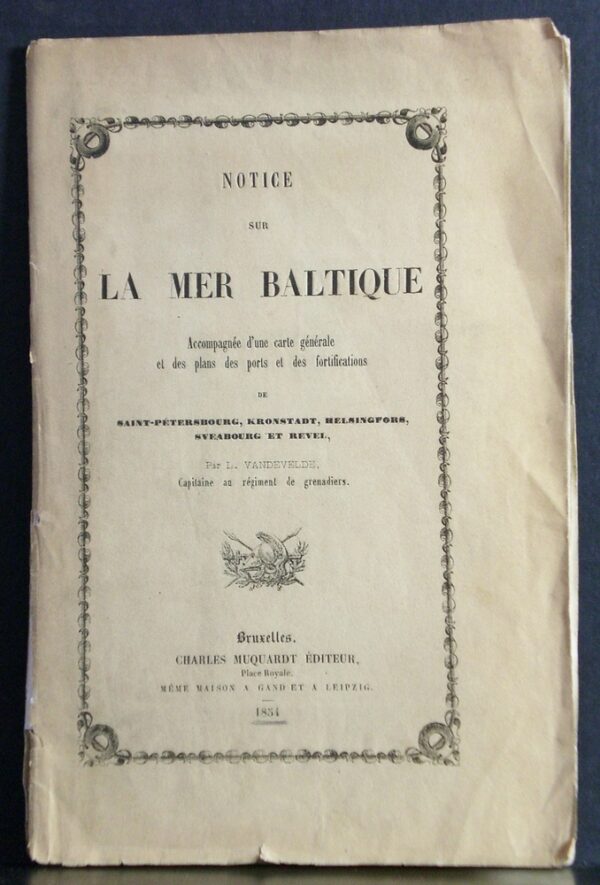 NOTICE
SUR
LA MER BALTIQUE
Accompagnée d'une carte générale
et des plans des ports et des fortifications
DE
SAINT-PÉTERSBOURG, KRONSTADT, HELSINGFORS,
SVEABOURG ET REVEL,
Par L. VANDEVELDE,
Capitaine au régiment de grenadiers.
Bruxelles.
CHARLES MUQUARDT ÉDITEUR,
Place Royale.
MÊME MAISON A GAND ET A LEIPZIG.
1854